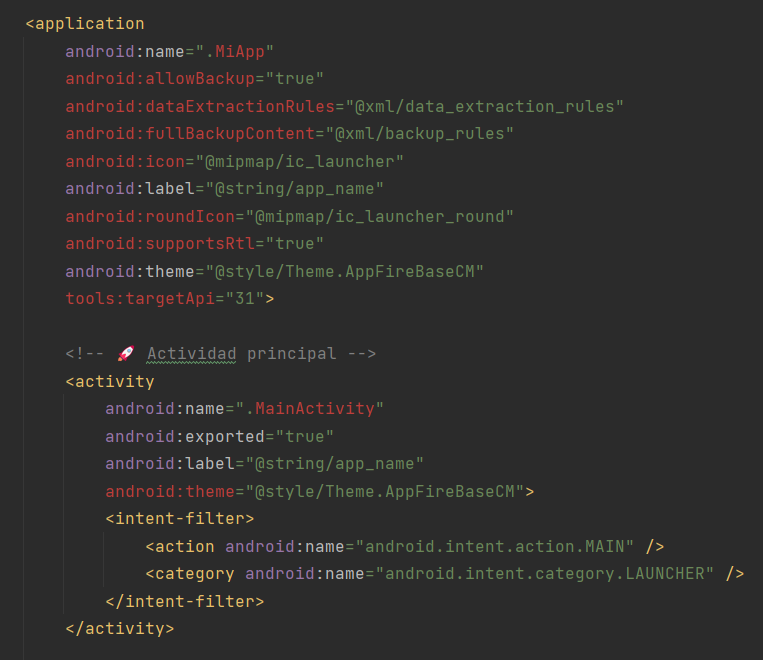 <application
    android:name=".MiApp"
    android:allowBackup="true"
    android:dataExtractionRules="@xml/data_extraction_rules"
    android:fullBackupContent="@xml/backup_rules"
    android:icon="@mipmap/ic_launcher"
    android:label="@string/app_name"
    android:roundIcon="@mipmap/ic_launcher_round"
    android:supportsRtl="true"
    android:theme="@style/Theme.AppFireBaseCM"
    tools:targetApi="31">

    <!-- 🚀 Actividad principal -->
    <activity
        android:name=".MainActivity"
        android:exported="true"
        android:label="@string/app_name"
        android:theme="@style/Theme.AppFireBaseCM">
        <intent-filter>
            <action android:name="android.intent.action.MAIN" />
            <category android:name="android.intent.category.LAUNCHER" />
        </intent-filter>
    </activity>